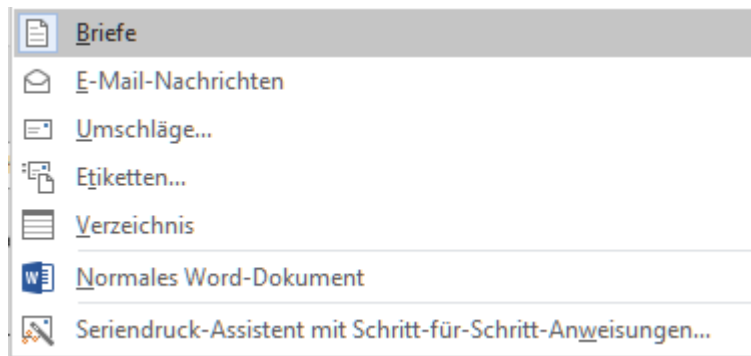 Briefe
E-Mail-Nachrichten
Umschläge...
Etiketten...
Verzeichnis
Normales Word-Dokument
Seriendruck-Assistent mit Schritt-für-Schritt-Anweisungen...